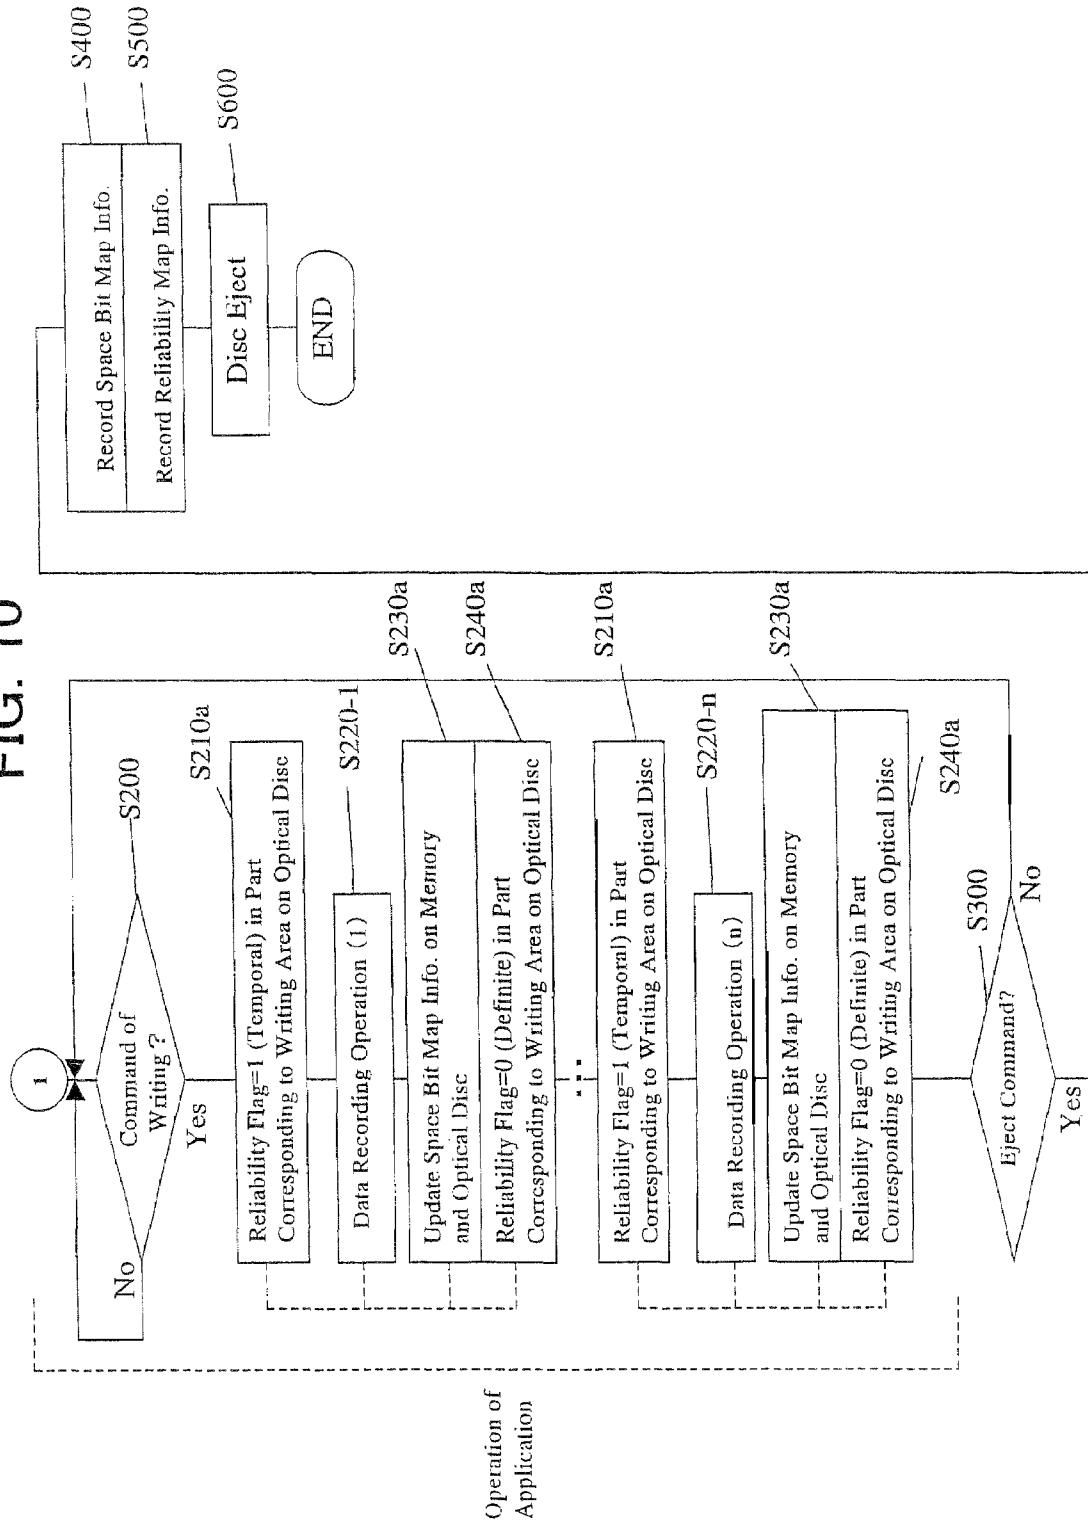 FIG. 10
1
Command of
Writing ?
S200
No
Yes
Reliability Flag=1 (Temporal) in Part
Corresponding to Writing Area on Optical Disc
S210a
Data Recording Operation (1)
S220-1
Update Space Bit Map Info. on Memory
and Optical Disc
S230a
Reliability Flag=0 (Definite) in Part
Corresponding to Writing Area on Optical Disc
S240a
...
Reliability Flag=1 (Temporal) in Part
Corresponding to Writing Area on Optical Disc
S210a
Data Recording Operation (n)
S220-n
Update Space Bit Map Info. on Memory
and Optical Disc
S230a
Reliability Flag=0 (Definite) in Part
Corresponding to Writing Area on Optical Disc
S240a
Eject Command?
S300
No
Yes
Operation of
Application
Record Space Bit Map Info.
S400
Record Reliability Map Info.
S500
Disc Eject
S600
END